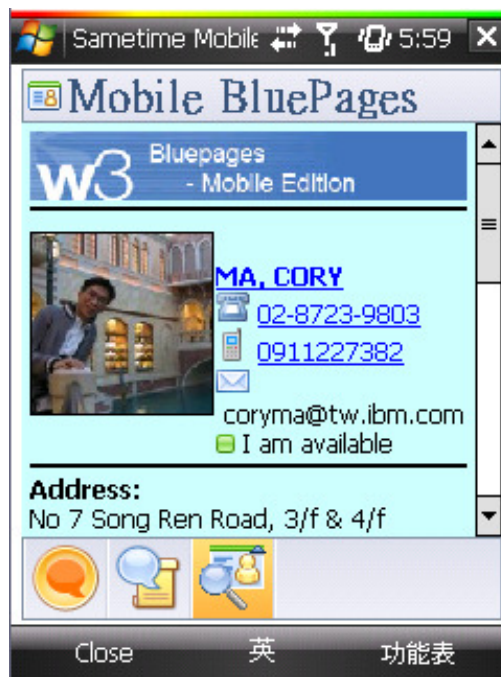 Sametime Mobile 5:59
Mobile BluePages
w3 Bluepages
- Mobile Edition
MA, CORY
02-8723-9803
0911227382
coryma@tw.ibm.com
I am available
Address:
No 7 Song Ren Road, 3/f & 4/f
Close 英 功能表